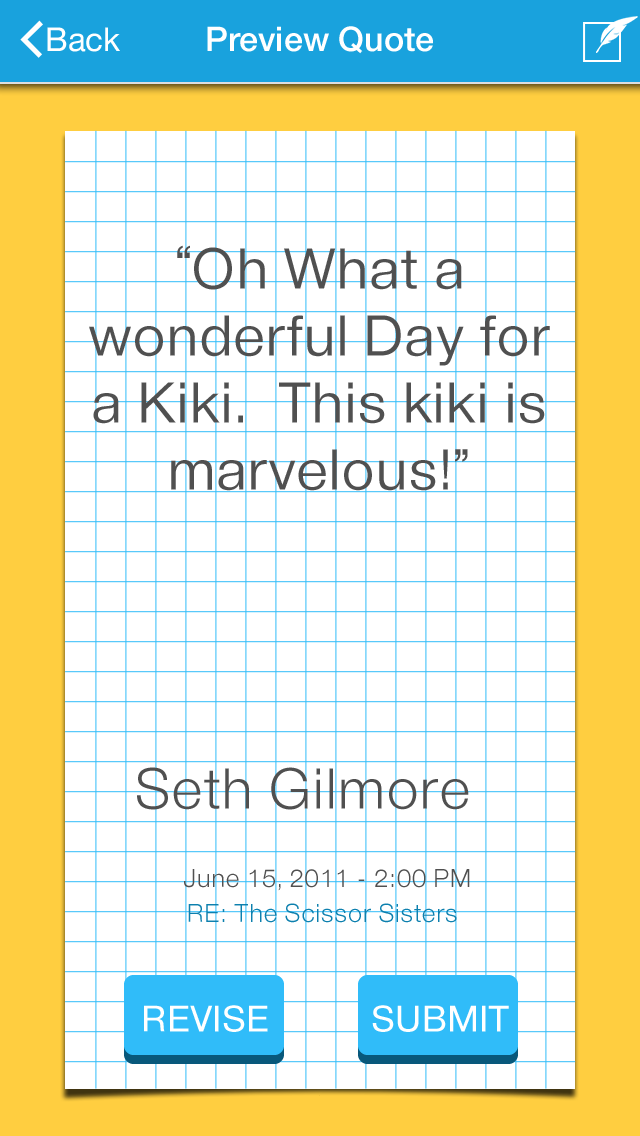 Back
Preview Quote
“Oh What a
wonderful Day for
a Kiki.  This kiki is
marvelous!”
Seth Gilmore
June 15, 2011 - 2:00 PM
RE: The Scissor Sisters
REVISE
SUBMIT